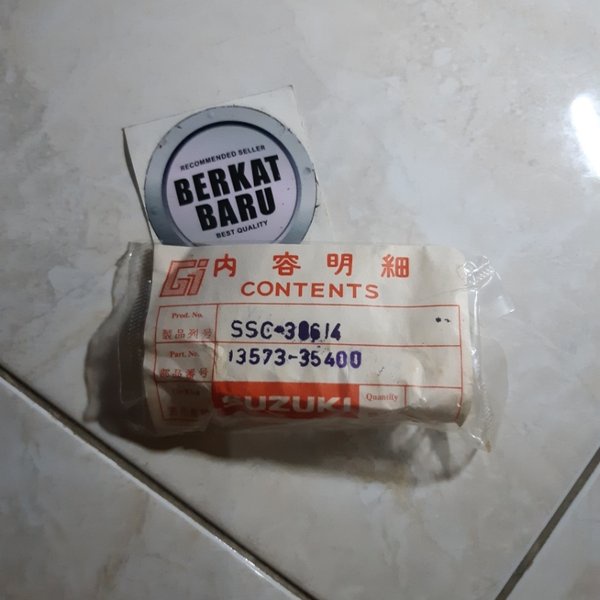 RECOMMENDED SELLER
BERKAT
BARU
BEST QUALITY
Gi 内容明細
CONTENTS
Prod. No.
製品列号 SSC-30614
Part. No. 13573-35400
部品番号
SUZUKI Quantity